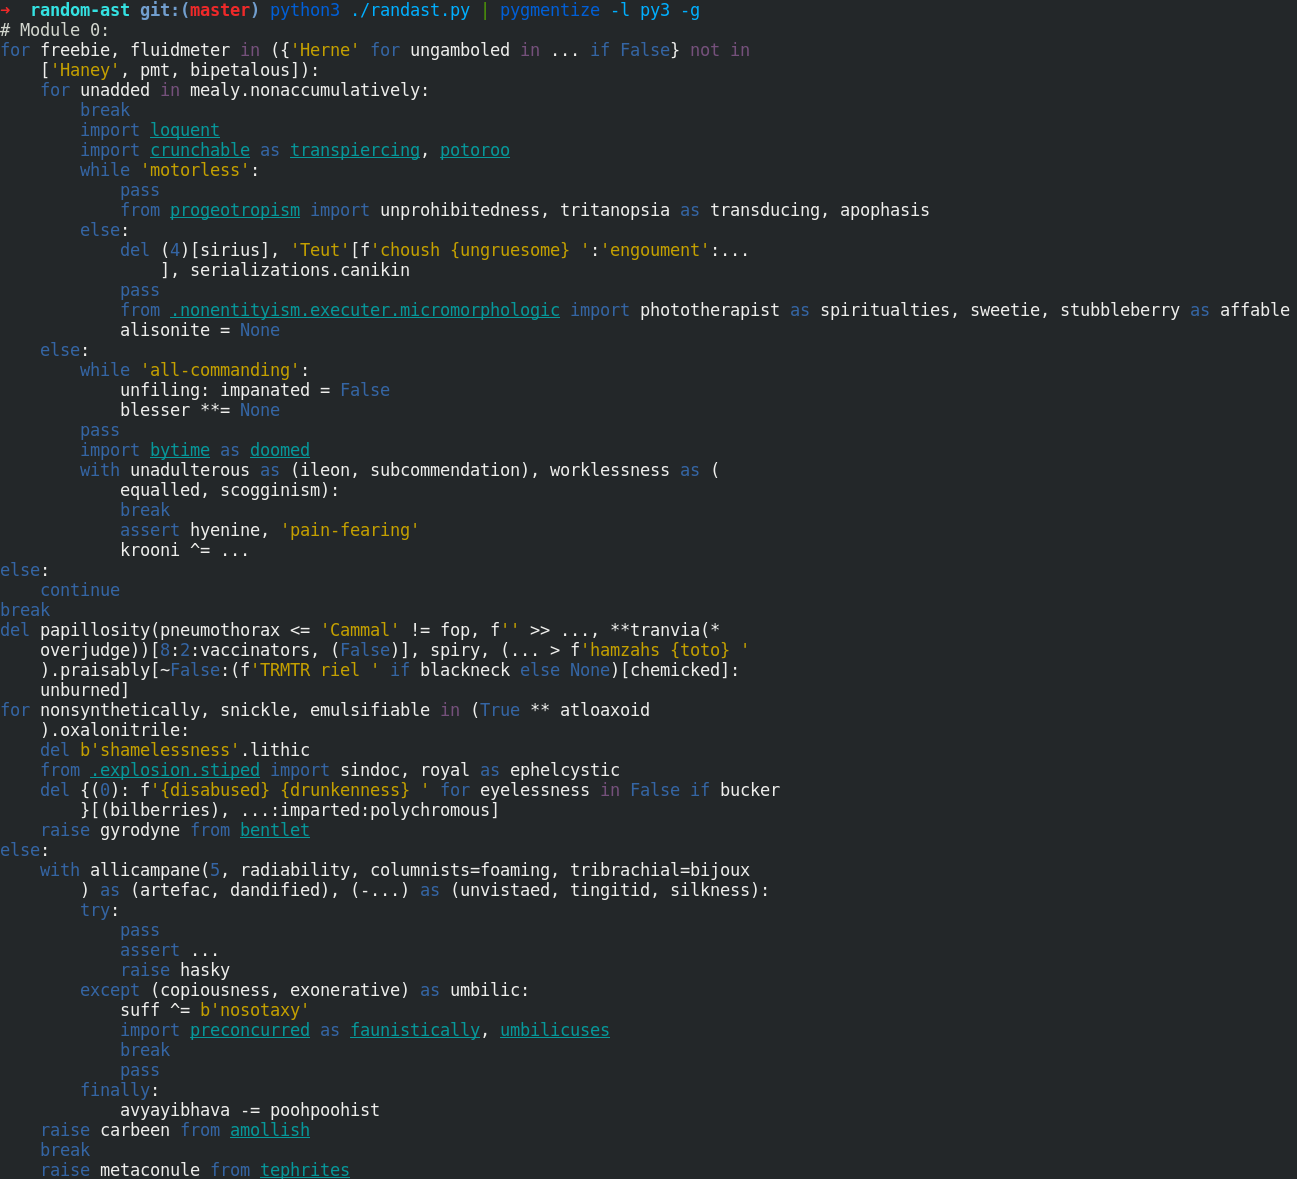 ➜  random-ast git:(master) python3 ./randast.py | pygmentize -l py3 -g
# Module 0:
for freebie, fluidmeter in ({'Herne' for ungamboled in ... if False} not in
    ['Haney', pmt, bipetalous]):
    for unadded in mealy.nonaccumulatively:
        break
        import loquent
        import crunchable as transpiercing, potoroo
        while 'motorless':
            pass
            from progeotropism import unprohibitedness, tritanopsia as transducing, apophasis
        else:
            del (4)[sirius], 'Teut'[f'choush {ungruesome} ':'engoument':...
                ], serializations.canikin
            pass
            from .nonentityism.executer.micromorphologic import phototherapist as spiritualties, sweetie, stubbleberry as affable
            alisonite = None
    else:
        while 'all-commanding':
            unfiling: impanated = False
            blesser **= None
        pass
        import bytime as doomed
        with unadulterous as (ileon, subcommendation), worklessness as (
            equalled, scogginism):
            break
            assert hyenine, 'pain-fearing'
            krooni ^= ...
else:
    continue
break
del papillosity(pneumothorax <= 'Cammal' != fop, f'' >> ..., **tranvia(*
    overjudge))[8:2:vaccinators, (False)], spiry, (... > f'hamzahs {toto} '
    ).praisably[~False:(f'TRMTR riel ' if blackneck else None)[chemicked]:
    unburned]
for nonsynthetically, snickle, emulsifiable in (True ** atloaxoid
    ).oxalonitrile:
    del b'shamelessness'.lithic
    from .explosion.stiped import sindoc, royal as ephelcystic
    del {(0): f'{disabused} {drunkenness} ' for eyelessness in False if bucker
        }[(bilberries), ...:imparted:polychromous]
    raise gyrodyne from bentlet
else:
    with allicampane(5, radiability, columnists=foaming, tribrachial=bijoux
        ) as (artefac, dandified), (-...) as (unvistaed, tingitid, silkness):
        try:
            pass
            assert ...
            raise hasky
        except (copiousness, exonerative) as umbilic:
            suff ^= b'nosotaxy'
            import preconcurred as faunistically, umbilicuses
            break
            pass
        finally:
            avyayibhava -= poohpoohist
    raise carbeen from amollish
    break
    raise metaconule from tephrites